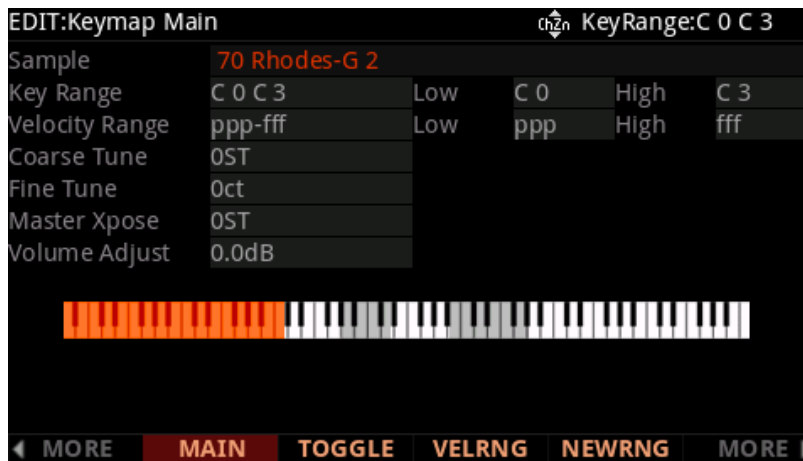 EDIT:Keymap Main ChZn KeyRange:C 0 C 3
Sample 70 Rhodes-G 2
Key Range C 0 C 3 Low C 0 High C 3
Velocity Range ppp-fff Low ppp High fff
Coarse Tune 0ST
Fine Tune 0ct
Master Xpose 0ST
Volume Adjust 0.0dB
MORE MAIN TOGGLE VELRNG NEWRNG MORE